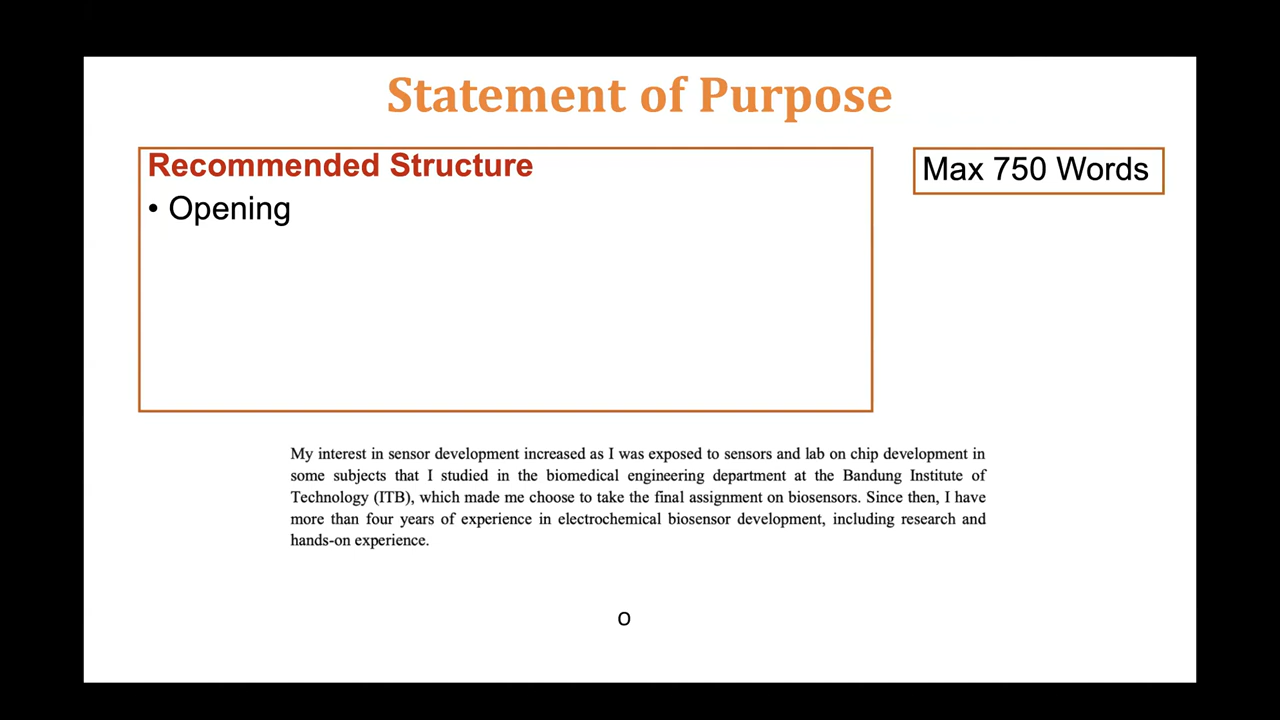 Statement of Purpose
Recommended Structure
• Opening
Max 750 Words
My interest in sensor development increased as I was exposed to sensors and lab on chip development in
some subjects that I studied in the biomedical engineering department at the Bandung Institute of
Technology (ITB), which made me choose to take the final assignment on biosensors. Since then, I have
more than four years of experience in electrochemical biosensor development, including research and
hands-on experience.
O